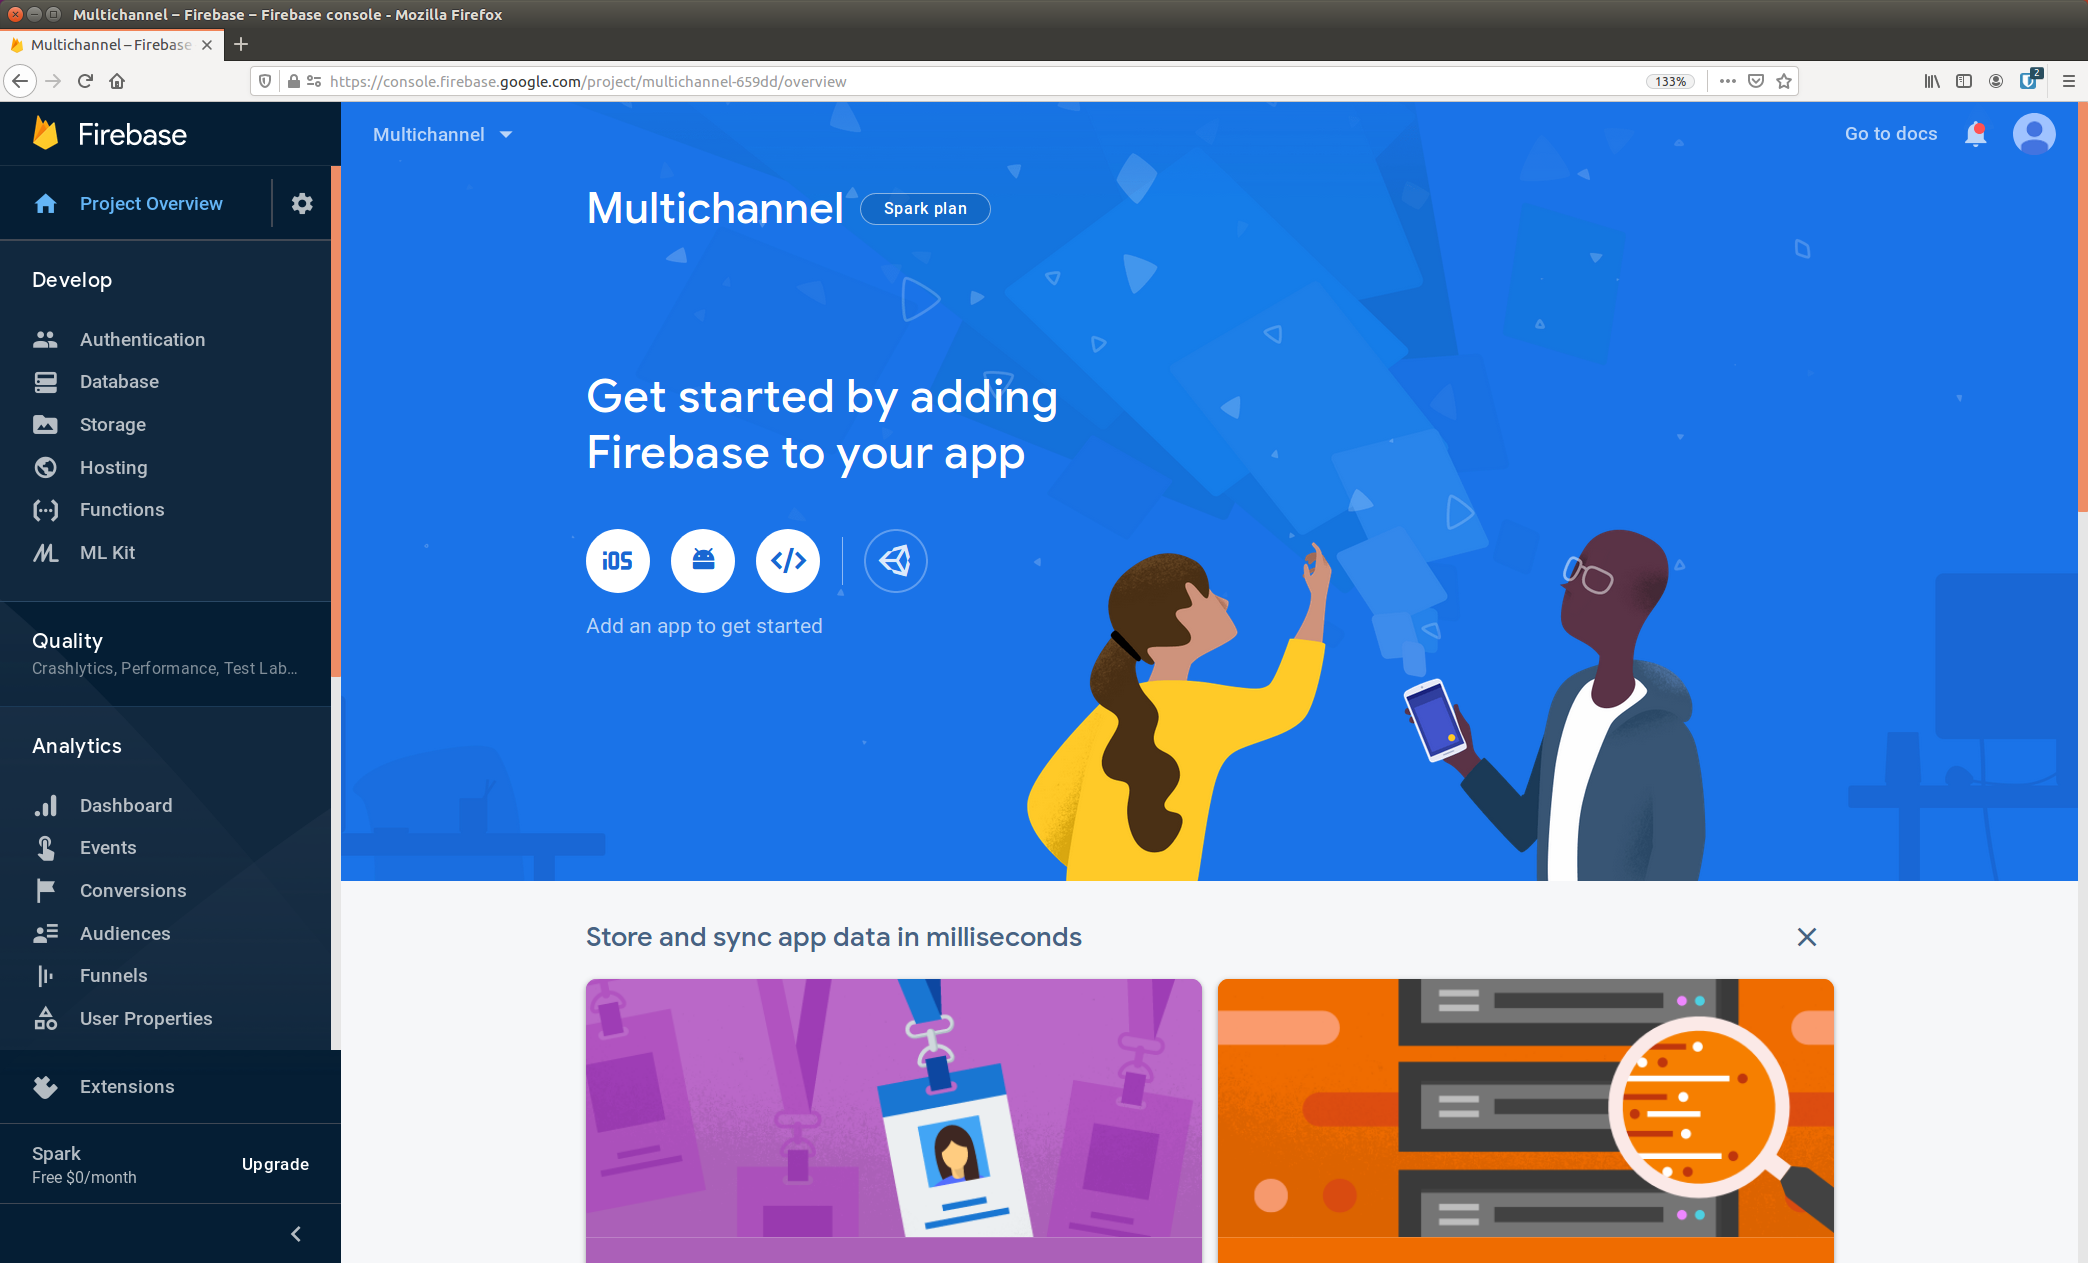 Multichannel – Firebase – Firebase console - Mozilla Firefox
Multichannel – Firebase
https://console.firebase.google.com/project/multichannel-659dd/overview
133%
2
Firebase
Project Overview
Develop
Authentication
Database
Storage
Hosting
Functions
ML Kit
Quality
Crashlytics, Performance, Test Lab...
Analytics
Dashboard
Events
Conversions
Audiences
Funnels
User Properties
Extensions
Spark
Free $0/month
Upgrade
Multichannel
Go to docs
Multichannel
Spark plan
Get started by adding
Firebase to your app
iOS
Add an app to get started
Store and sync app data in milliseconds